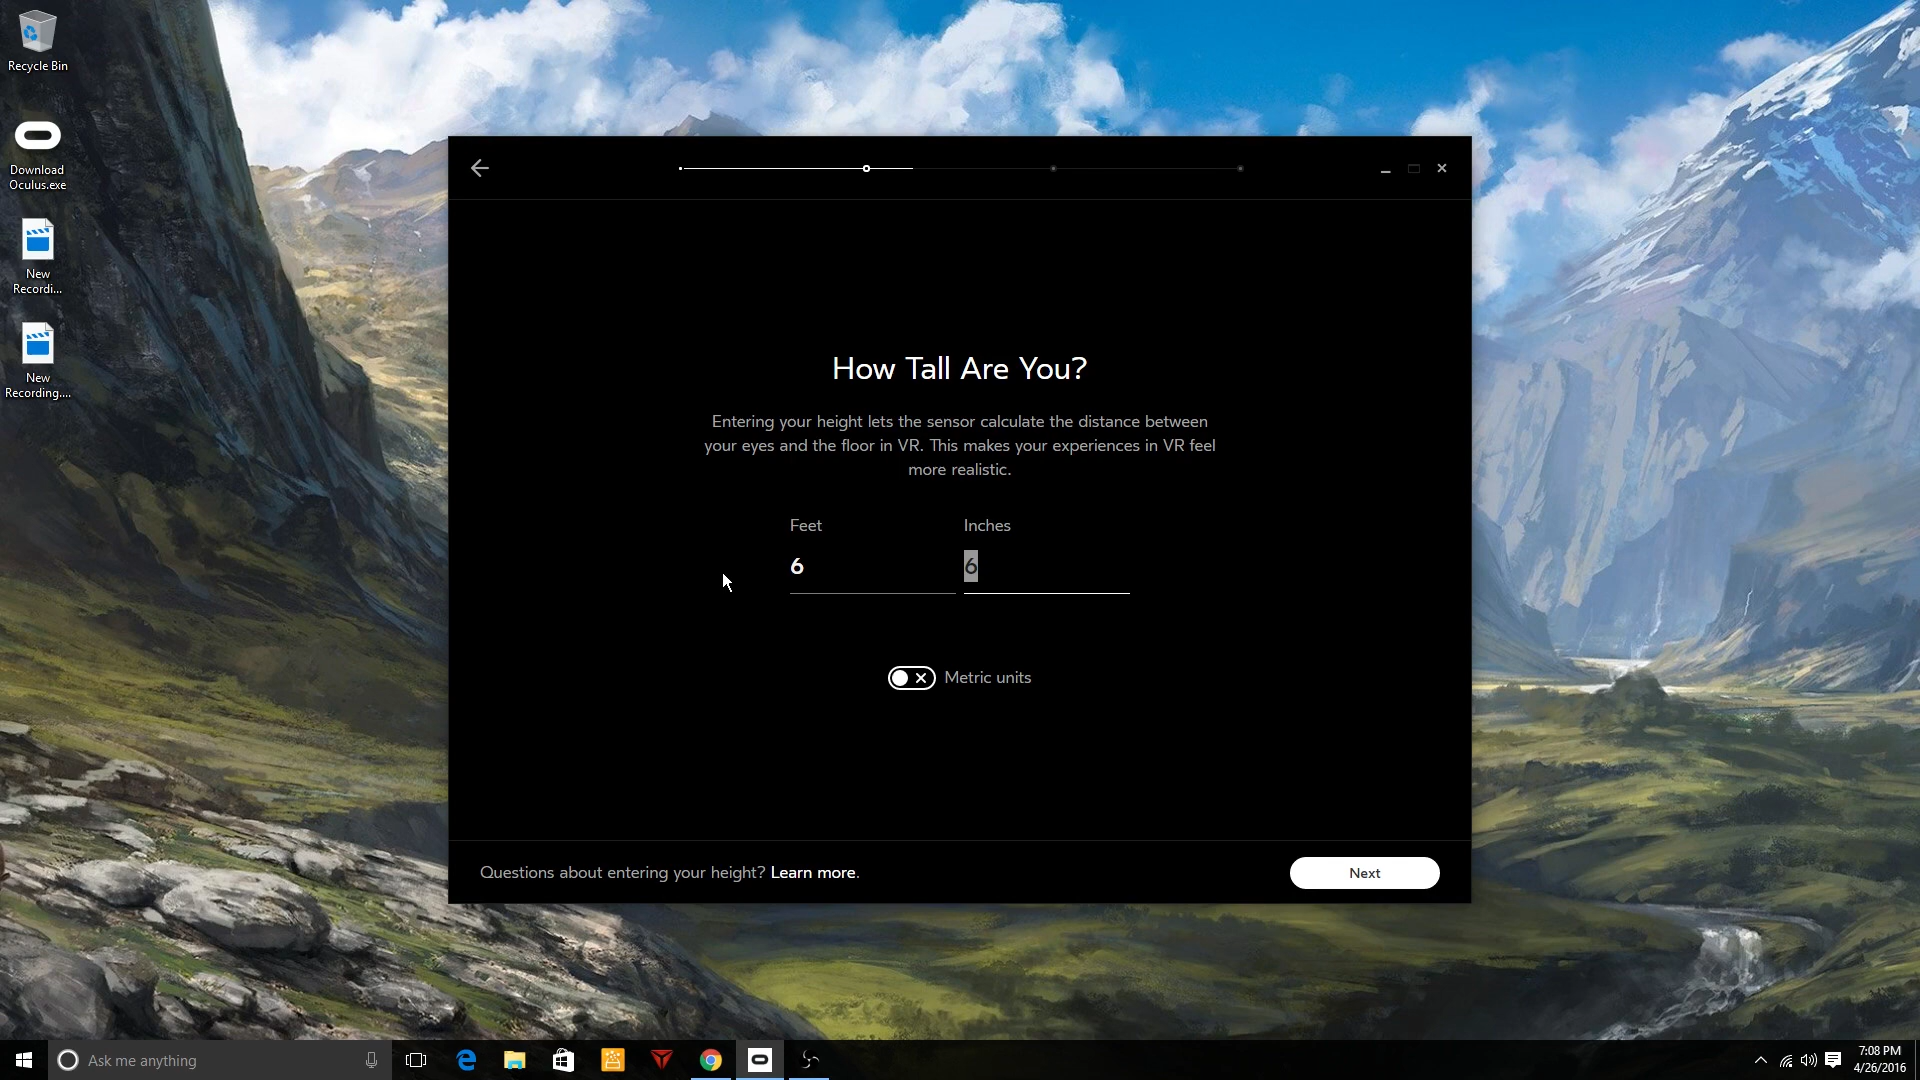 Recycle Bin
Download
Oculus.exe
New
Recordi...
New
Recording....
How Tall Are You?
Entering your height lets the sensor calculate the distance between
your eyes and the floor in VR. This makes your experiences in VR feel
more realistic.
Feet Inches
6 6
Metric units
Questions about entering your height? Learn more.
Next
Ask me anything
7:08 PM
4/26/2016